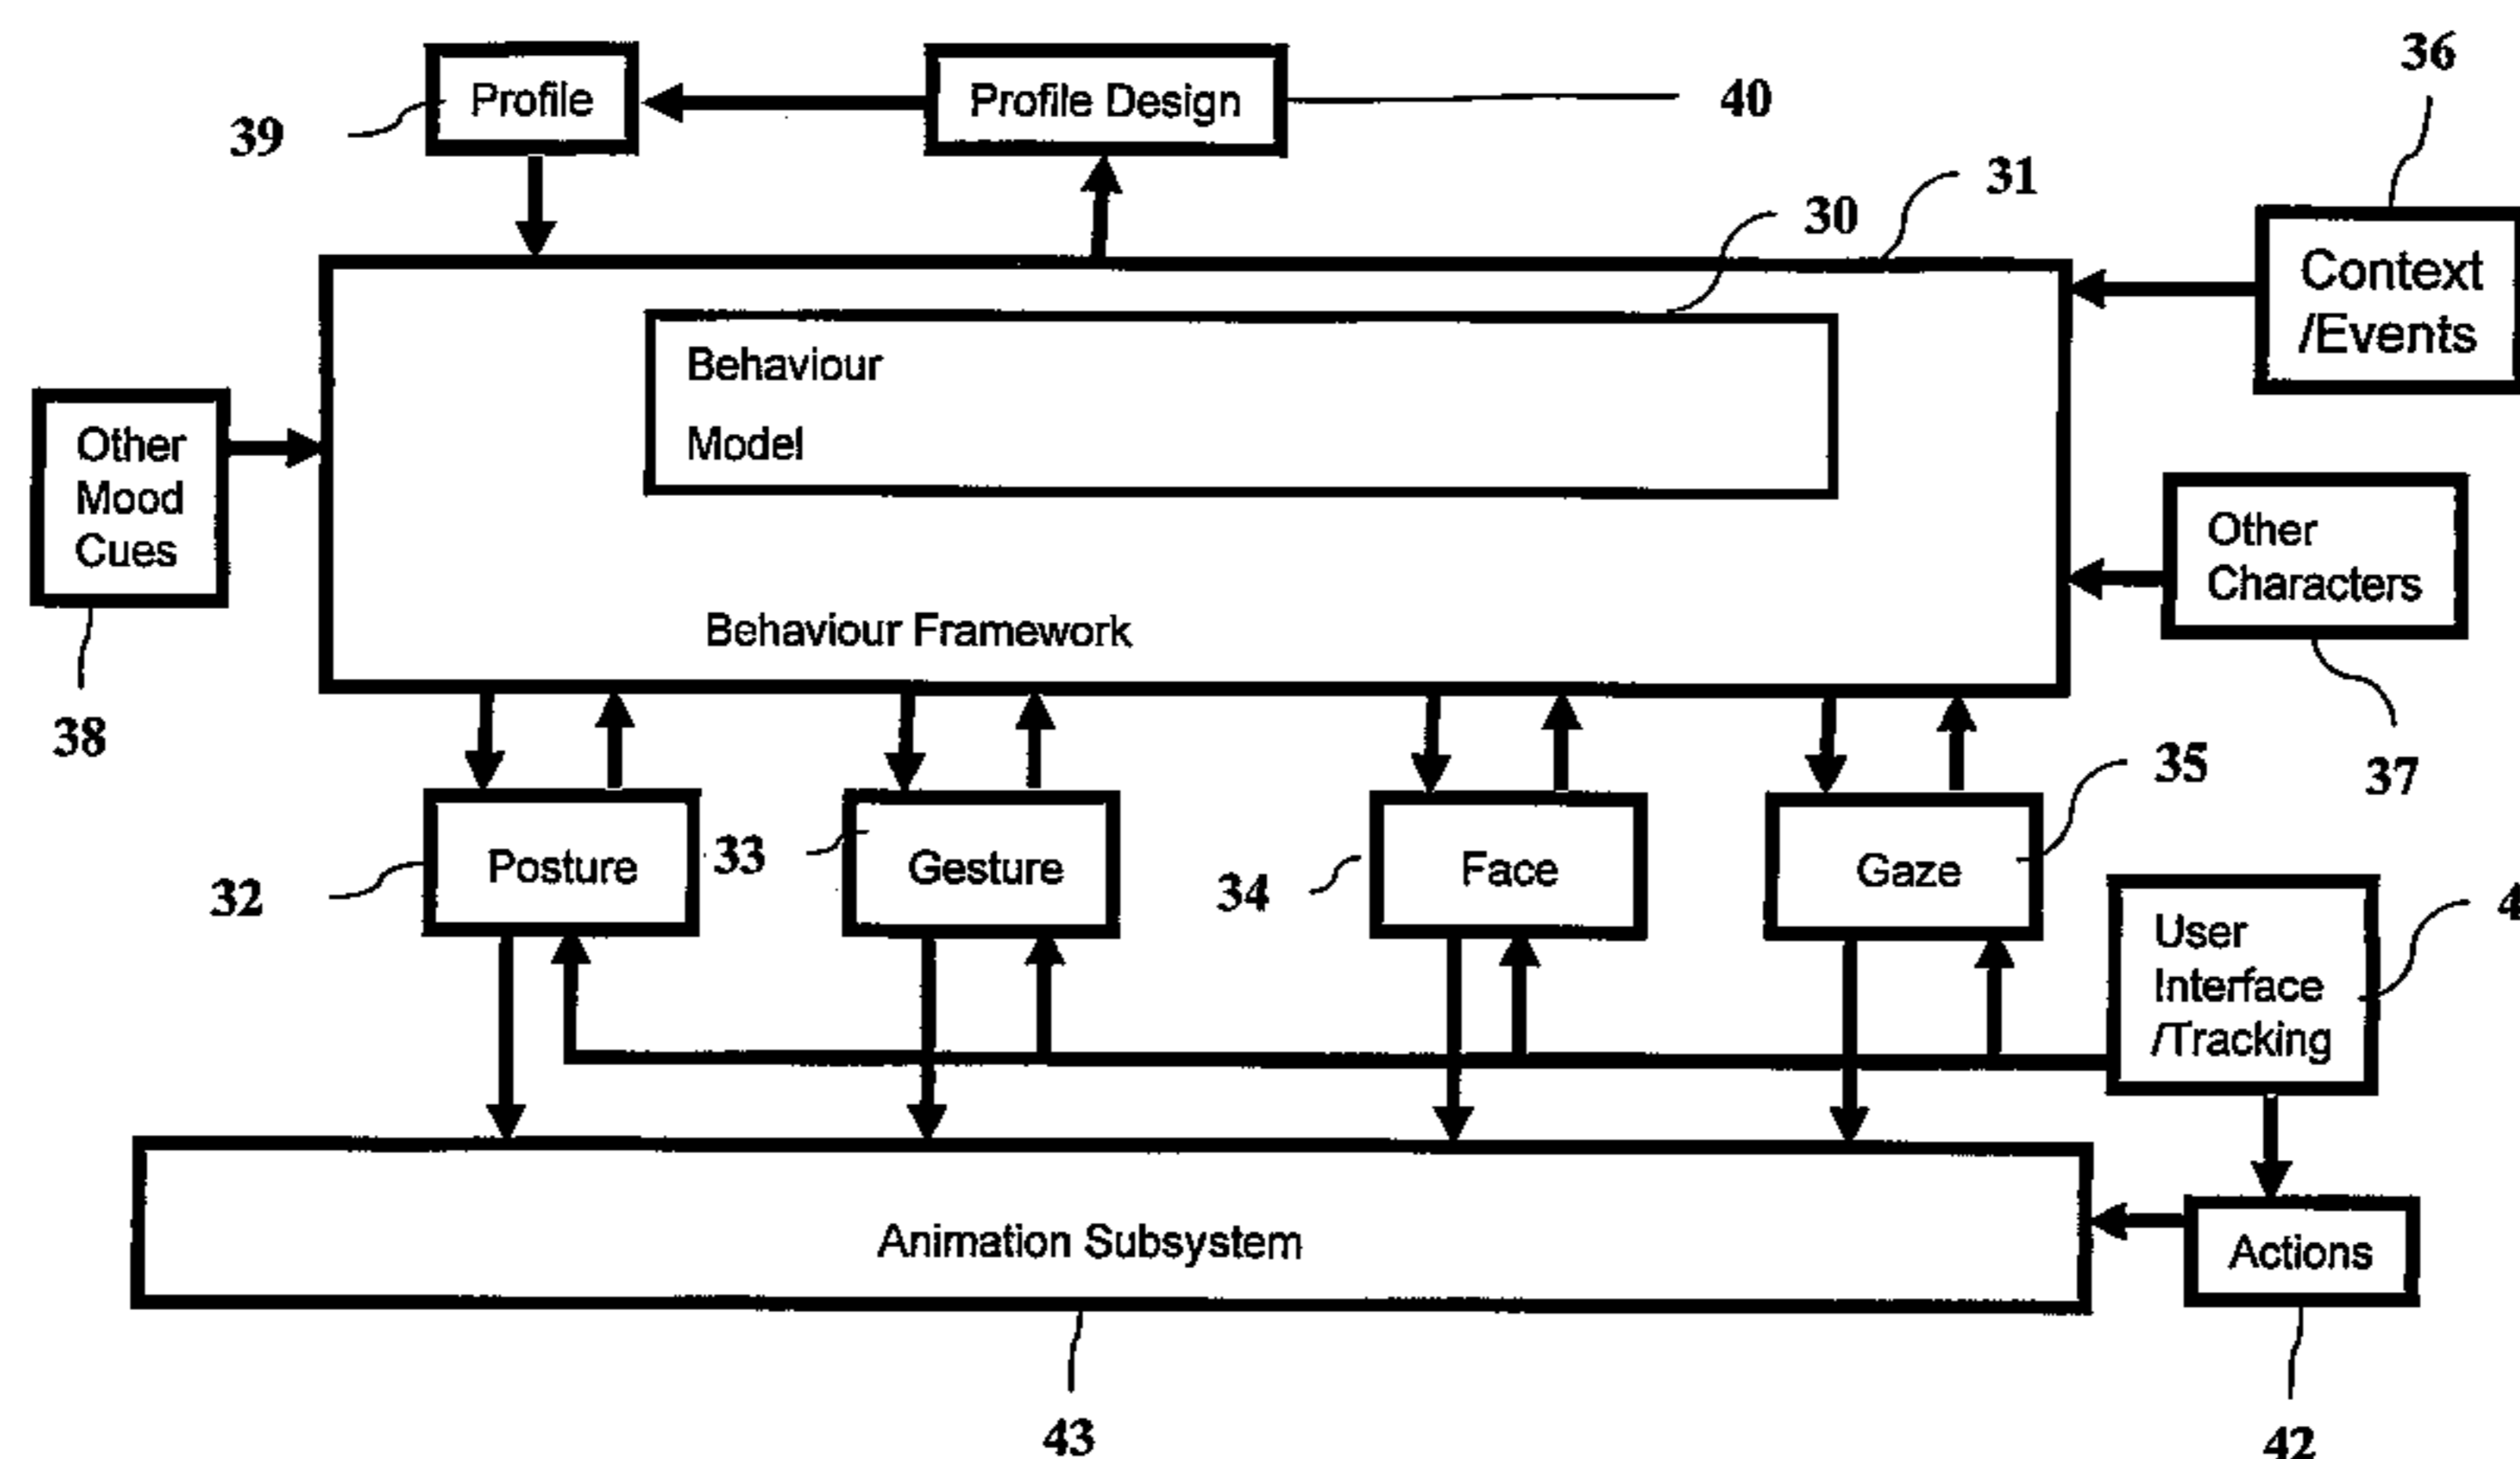 36
Profile
Profile Design
40
39
31
30
Context
/Events
Behaviour
Model
Other
Mood
Cues
Other
Characters
Behaviour Framework
38
37
35
Posture
33
Gesture
Face
Gaze
32
34
User
Interface
/Tracking
Animation Subsystem
Actions
43
42